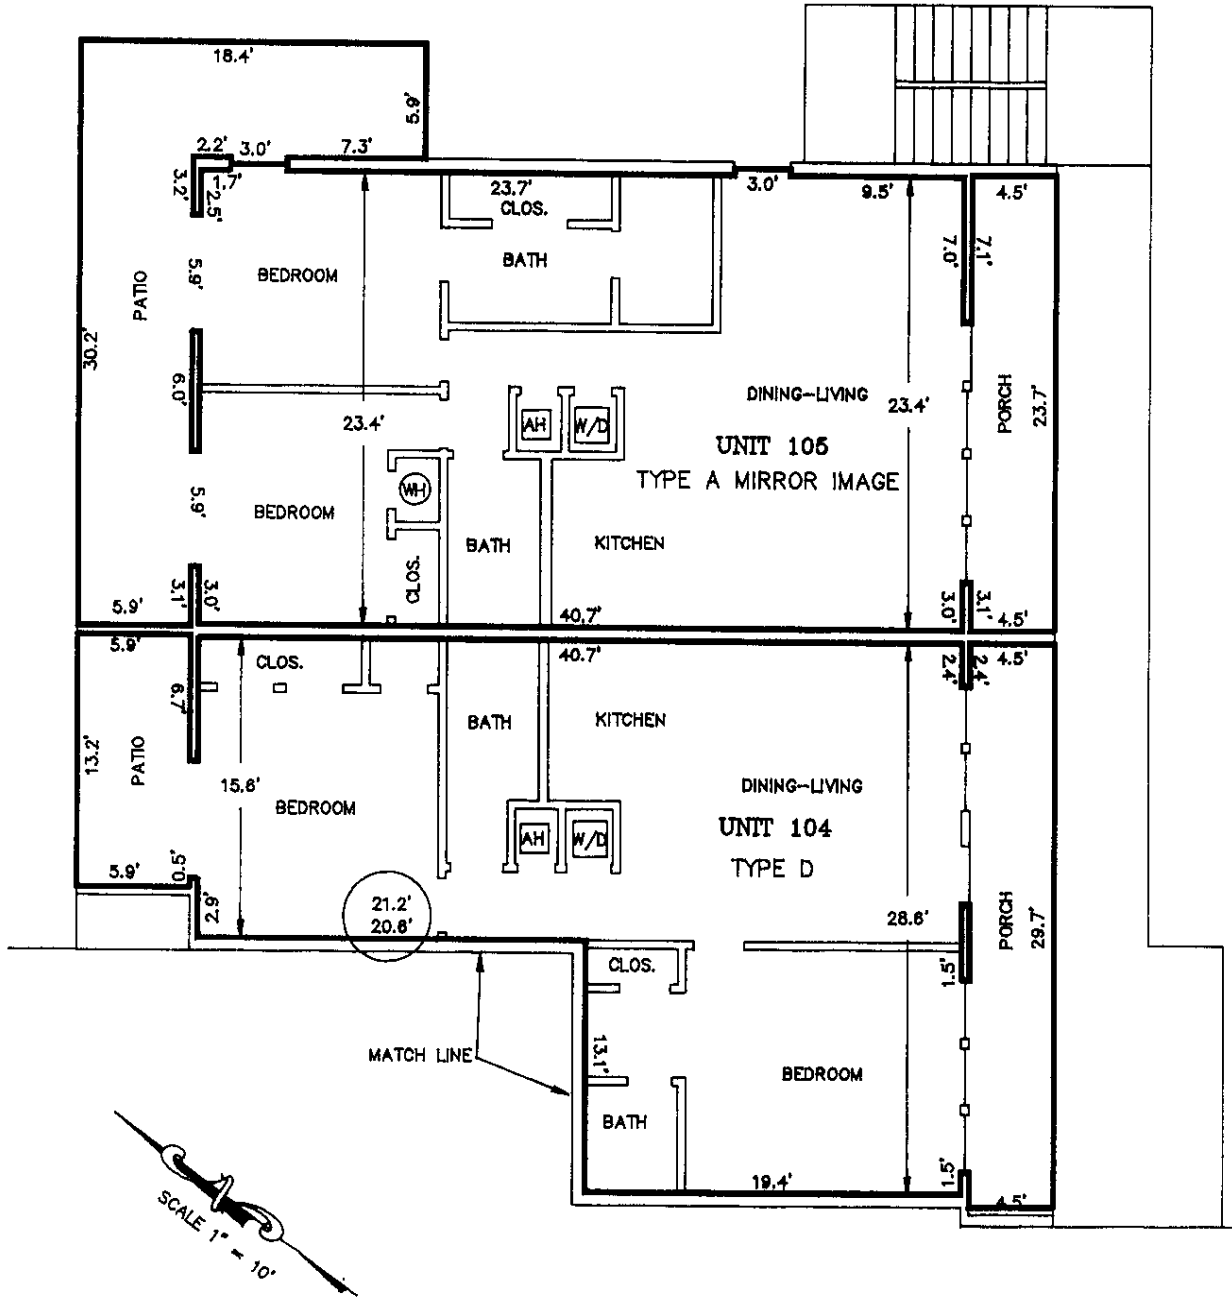 18.4'
5.9'
2.2'
3.0'
7.3'
3.2'
1.7'
2.5'
23.7'
CLOS.
3.0'
9.5'
4.5'
7.0'
7.1'
BATH
BEDROOM
5.9'
PATIO
30.2'
6.0'
23.4'
DINING-LIVING
23.4'
PORCH
23.7'
AH
W/D
UNIT 105
TYPE A MIRROR IMAGE
WH
5.9'
BEDROOM
BATH
KITCHEN
CLOS.
3.1'
3.0'
5.9'
40.7'
3.0'
3.1'
4.5'
5.9'
CLOS.
40.7'
2.4'
2.4'
4.5'
6.7'
BATH
KITCHEN
13.2'
PATIO
15.6'
BEDROOM
DINING-LIVING
UNIT 104
TYPE D
AH
W/D
5.9'
0.5'
2.9'
21.2'
20.6'
28.6'
PORCH
29.7'
1.5'
CLOS.
13.1'
MATCH LINE
BEDROOM
BATH
19.4'
1.5'
4.5'
SCALE 1" = 10'